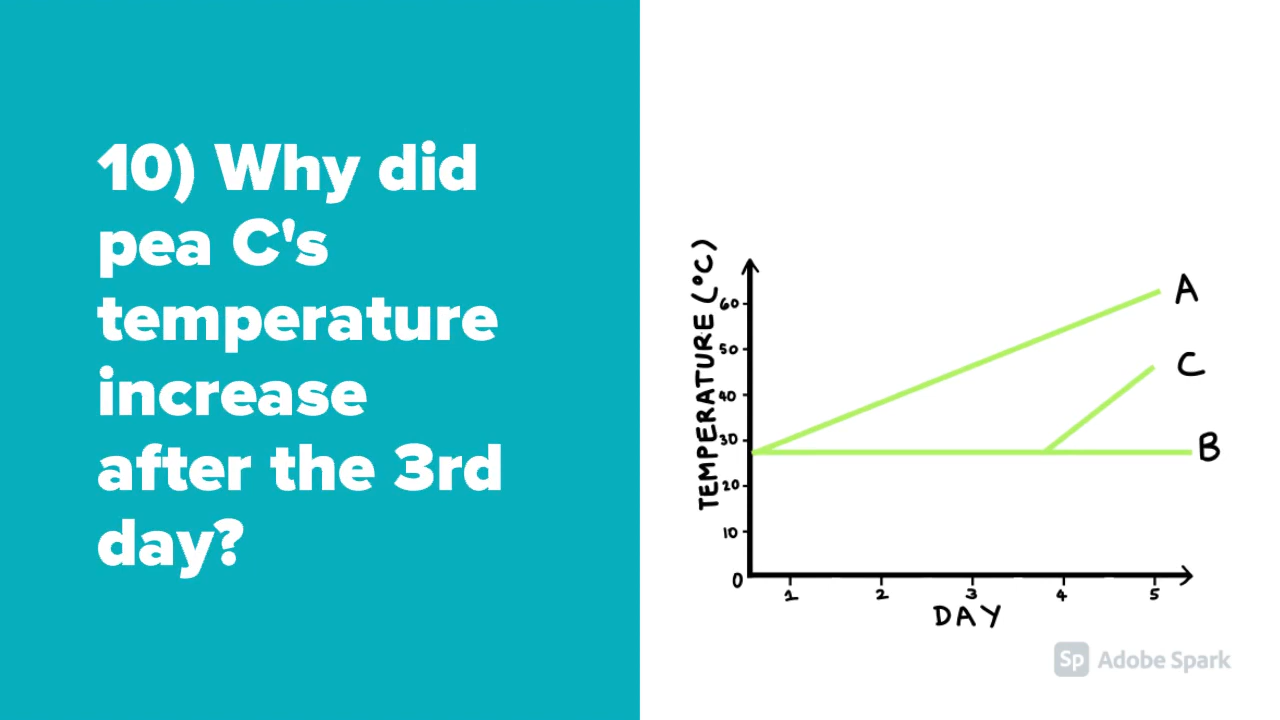 10) Why did
pea C's
temperature
increase
after the 3rd
day?
TEMPERATURE (°C)
60
50
40
30
20
10
0
1 2 3 4 5
DAY
A
C
B
Sp Adobe Spark